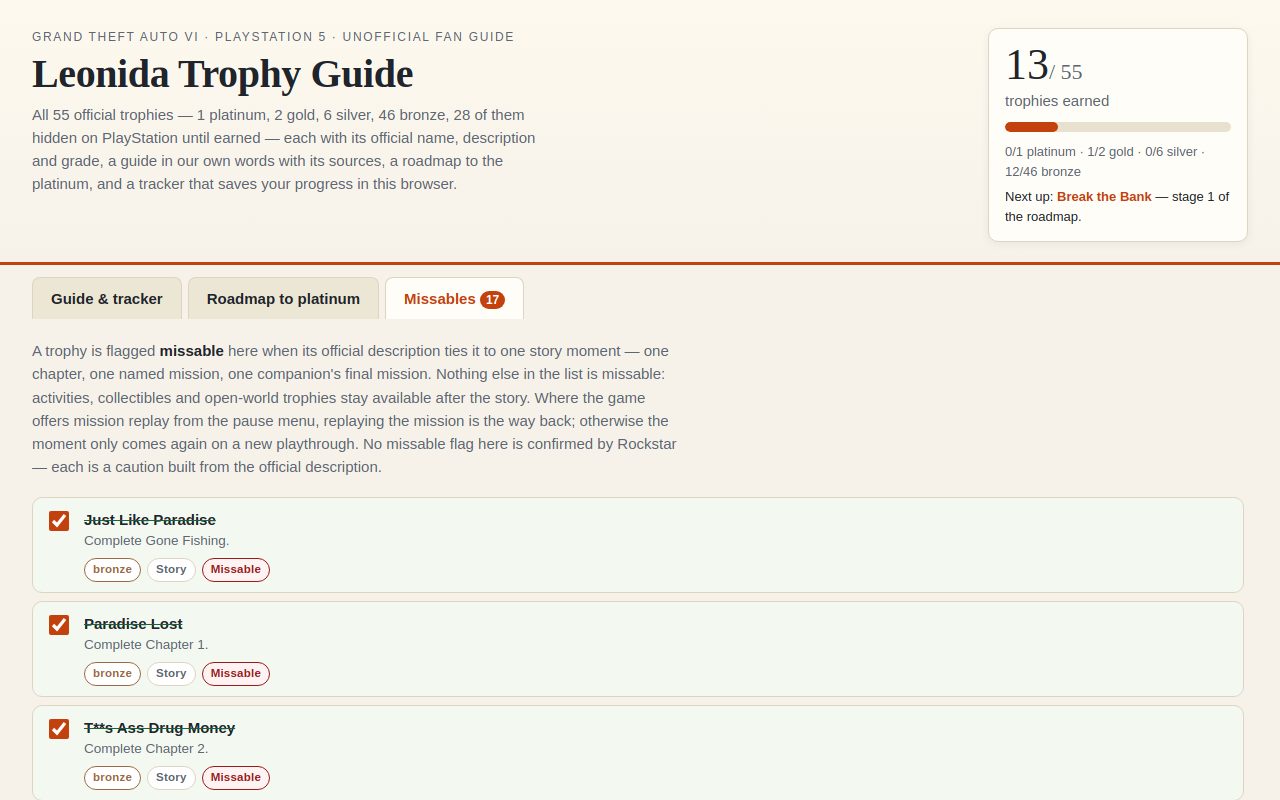 GRAND THEFT AUTO VI · PLAYSTATION 5 · UNOFFICIAL FAN GUIDE
Leonida Trophy Guide
All 55 official trophies — 1 platinum, 2 gold, 6 silver, 46 bronze, 28 of them
hidden on PlayStation until earned — each with its official name, description
and grade, a guide in our own words with its sources, a roadmap to the
platinum, and a tracker that saves your progress in this browser.
13 / 55
trophies earned
0/1 platinum · 1/2 gold · 0/6 silver ·
12/46 bronze
Next up: Break the Bank — stage 1 of
the roadmap.
Guide & tracker
Roadmap to platinum
Missables 17
A trophy is flagged missable here when its official description ties it to one story moment — one
chapter, one named mission, one companion's final mission. Nothing else in the list is missable:
activities, collectibles and open-world trophies stay available after the story. Where the game
offers mission replay from the pause menu, replaying the mission is the way back; otherwise the
moment only comes again on a new playthrough. No missable flag here is confirmed by Rockstar
— each is a caution built from the official description.
Just Like Paradise
Complete Gone Fishing.
bronze Story Missable
Paradise Lost
Complete Chapter 1.
bronze Story Missable
T**s Ass Drug Money
Complete Chapter 2.
bronze Story Missable